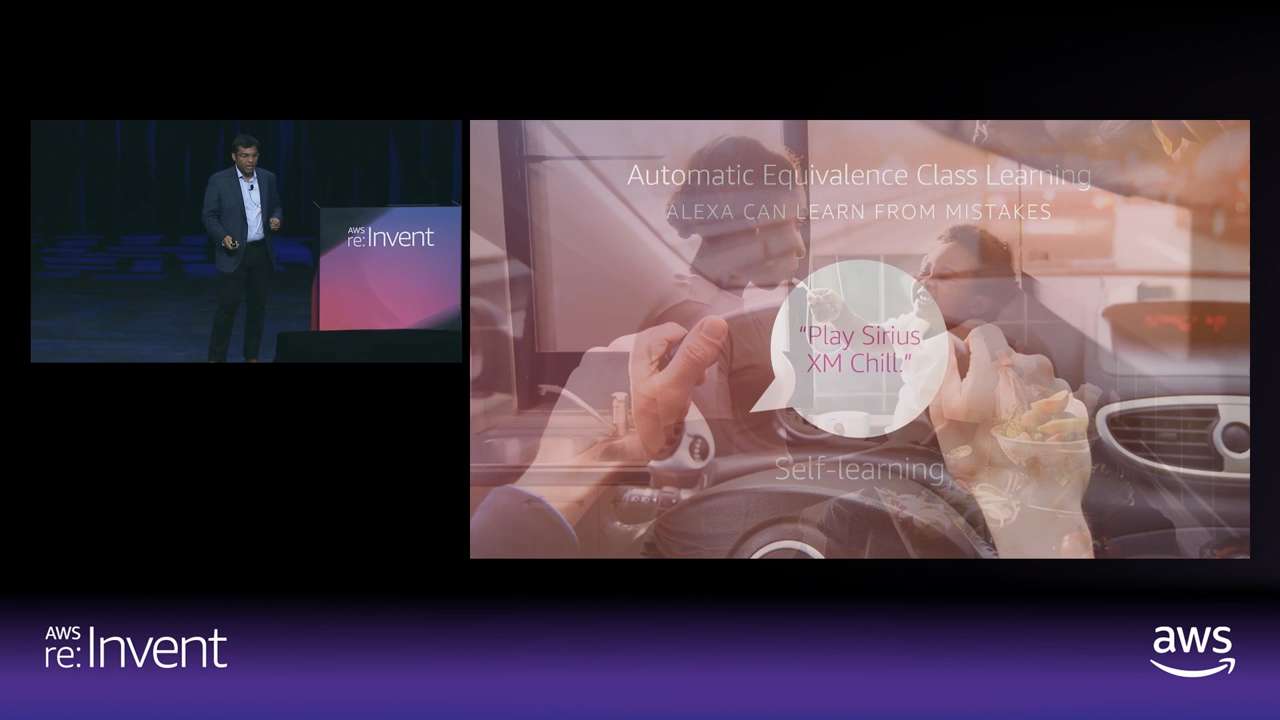 AWS
re:Invent
Automatic Equivalence Class Learning
ALEXA CAN LEARN FROM MISTAKES
“Play Sirius
XM Chill.”
Self-learning
AWS
re:Invent
aws